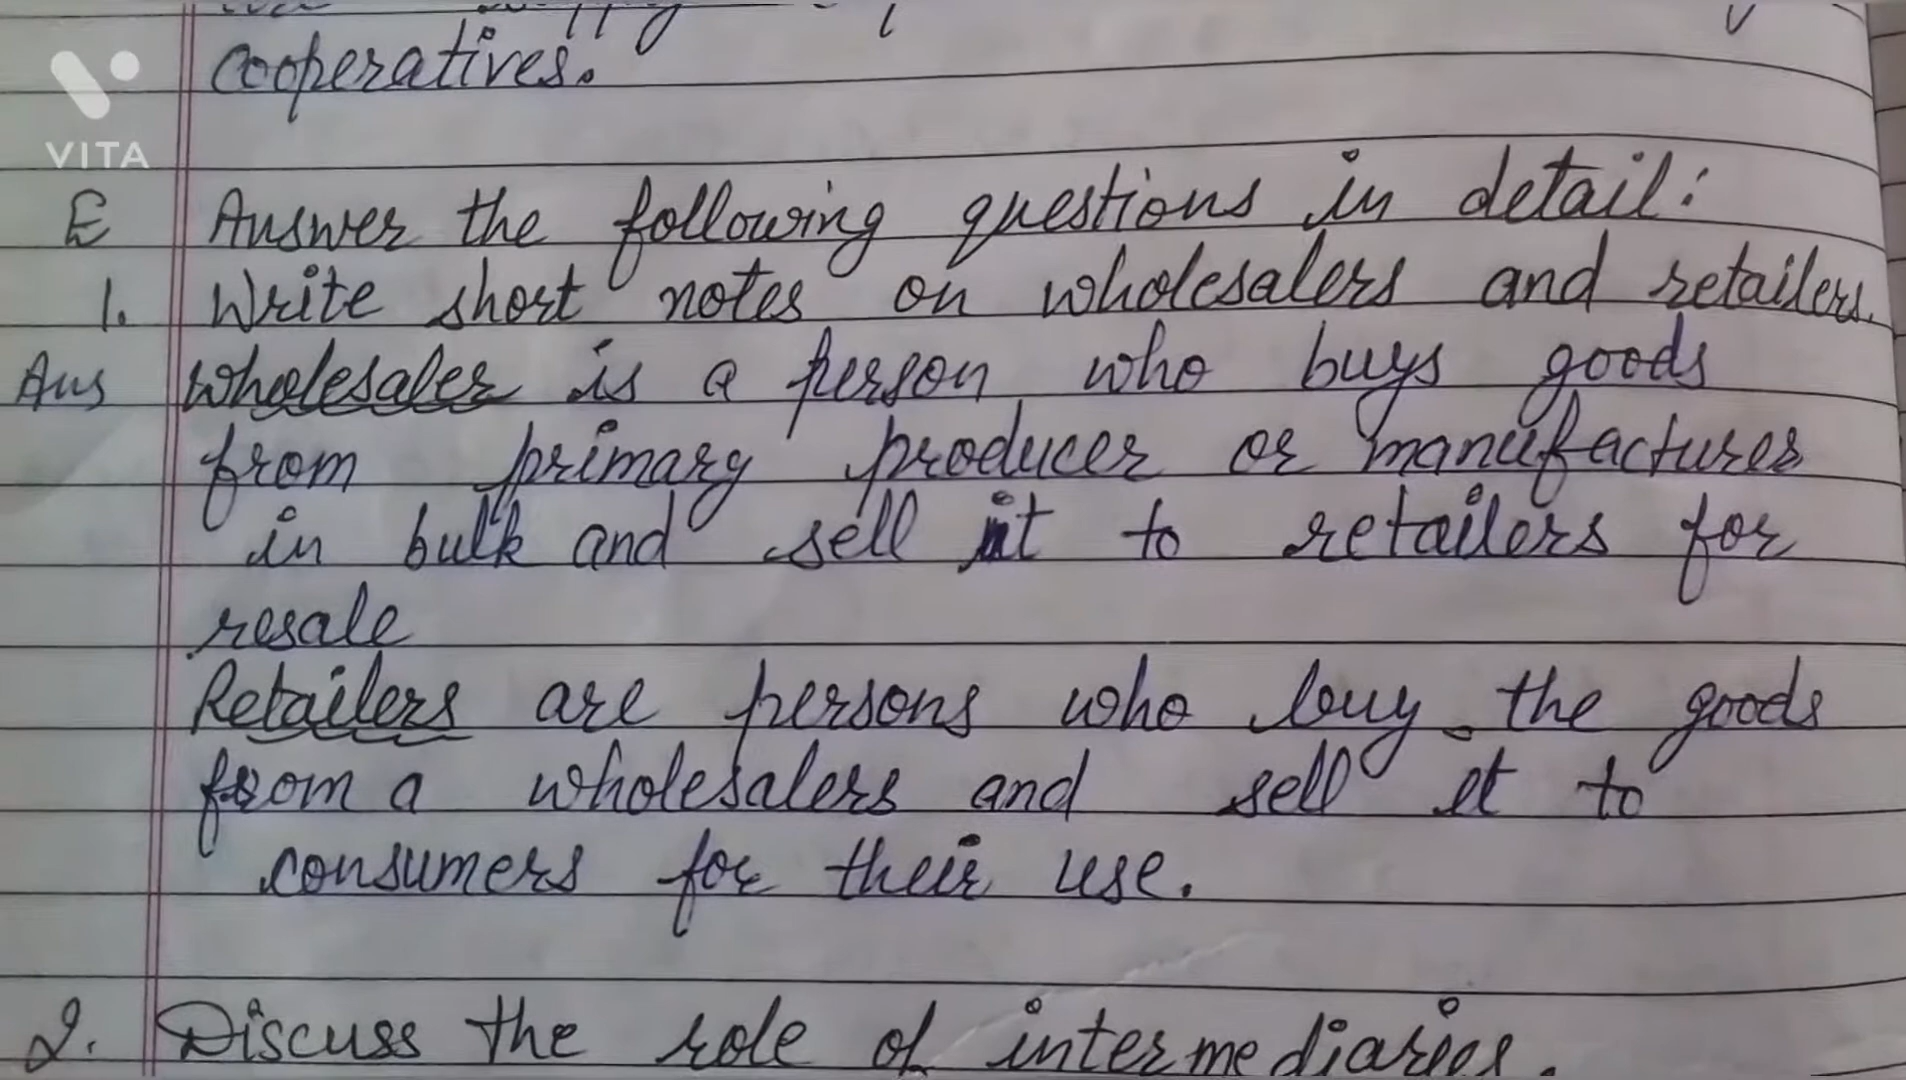 cooperatives.
VITA
E Answer the following questions in detail:
1. Write short notes on wholesalers and retailers.
Ans Wholesaler is a person who buys goods
from primary producer or manufacturer
in bulk and sell it to retailers for
resale
Retailers are persons who buy the goods
from a wholesalers and sell it to
consumers for their use.
2. Discuss the role of intermediaries.